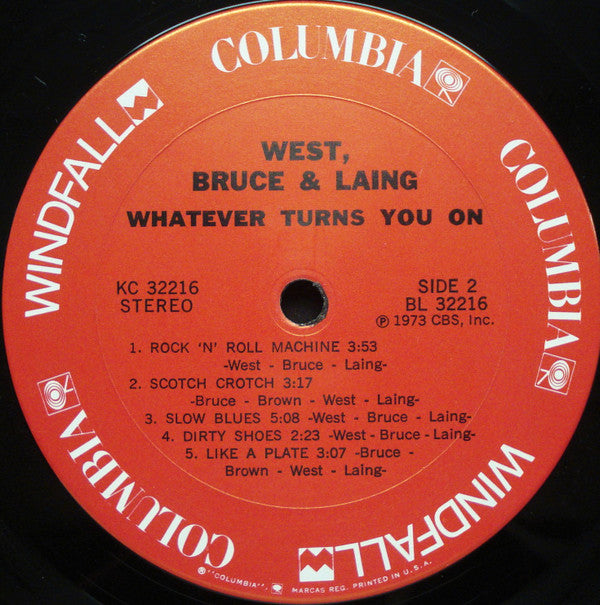 COLUMBIA
COLUMBIA
WINDFALL
COLUMBIA
WINDFALL
WEST,
BRUCE & LAING
WHATEVER TURNS YOU ON
KC 32216
STEREO
SIDE 2
BL 32216
℗ 1973 CBS, Inc.
1. ROCK 'N' ROLL MACHINE 3:53
-West - Bruce - Laing-
2. SCOTCH CROTCH 3:17
-Bruce - Brown - West - Laing-
3. SLOW BLUES 5:08 -West - Bruce - Laing-
4. DIRTY SHOES 2:23 -West - Bruce - Laing-
5. LIKE A PLATE 3:07 -Bruce -
Brown - West - Laing-
® "COLUMBIA", MARCAS REG. PRINTED IN U.S.A.